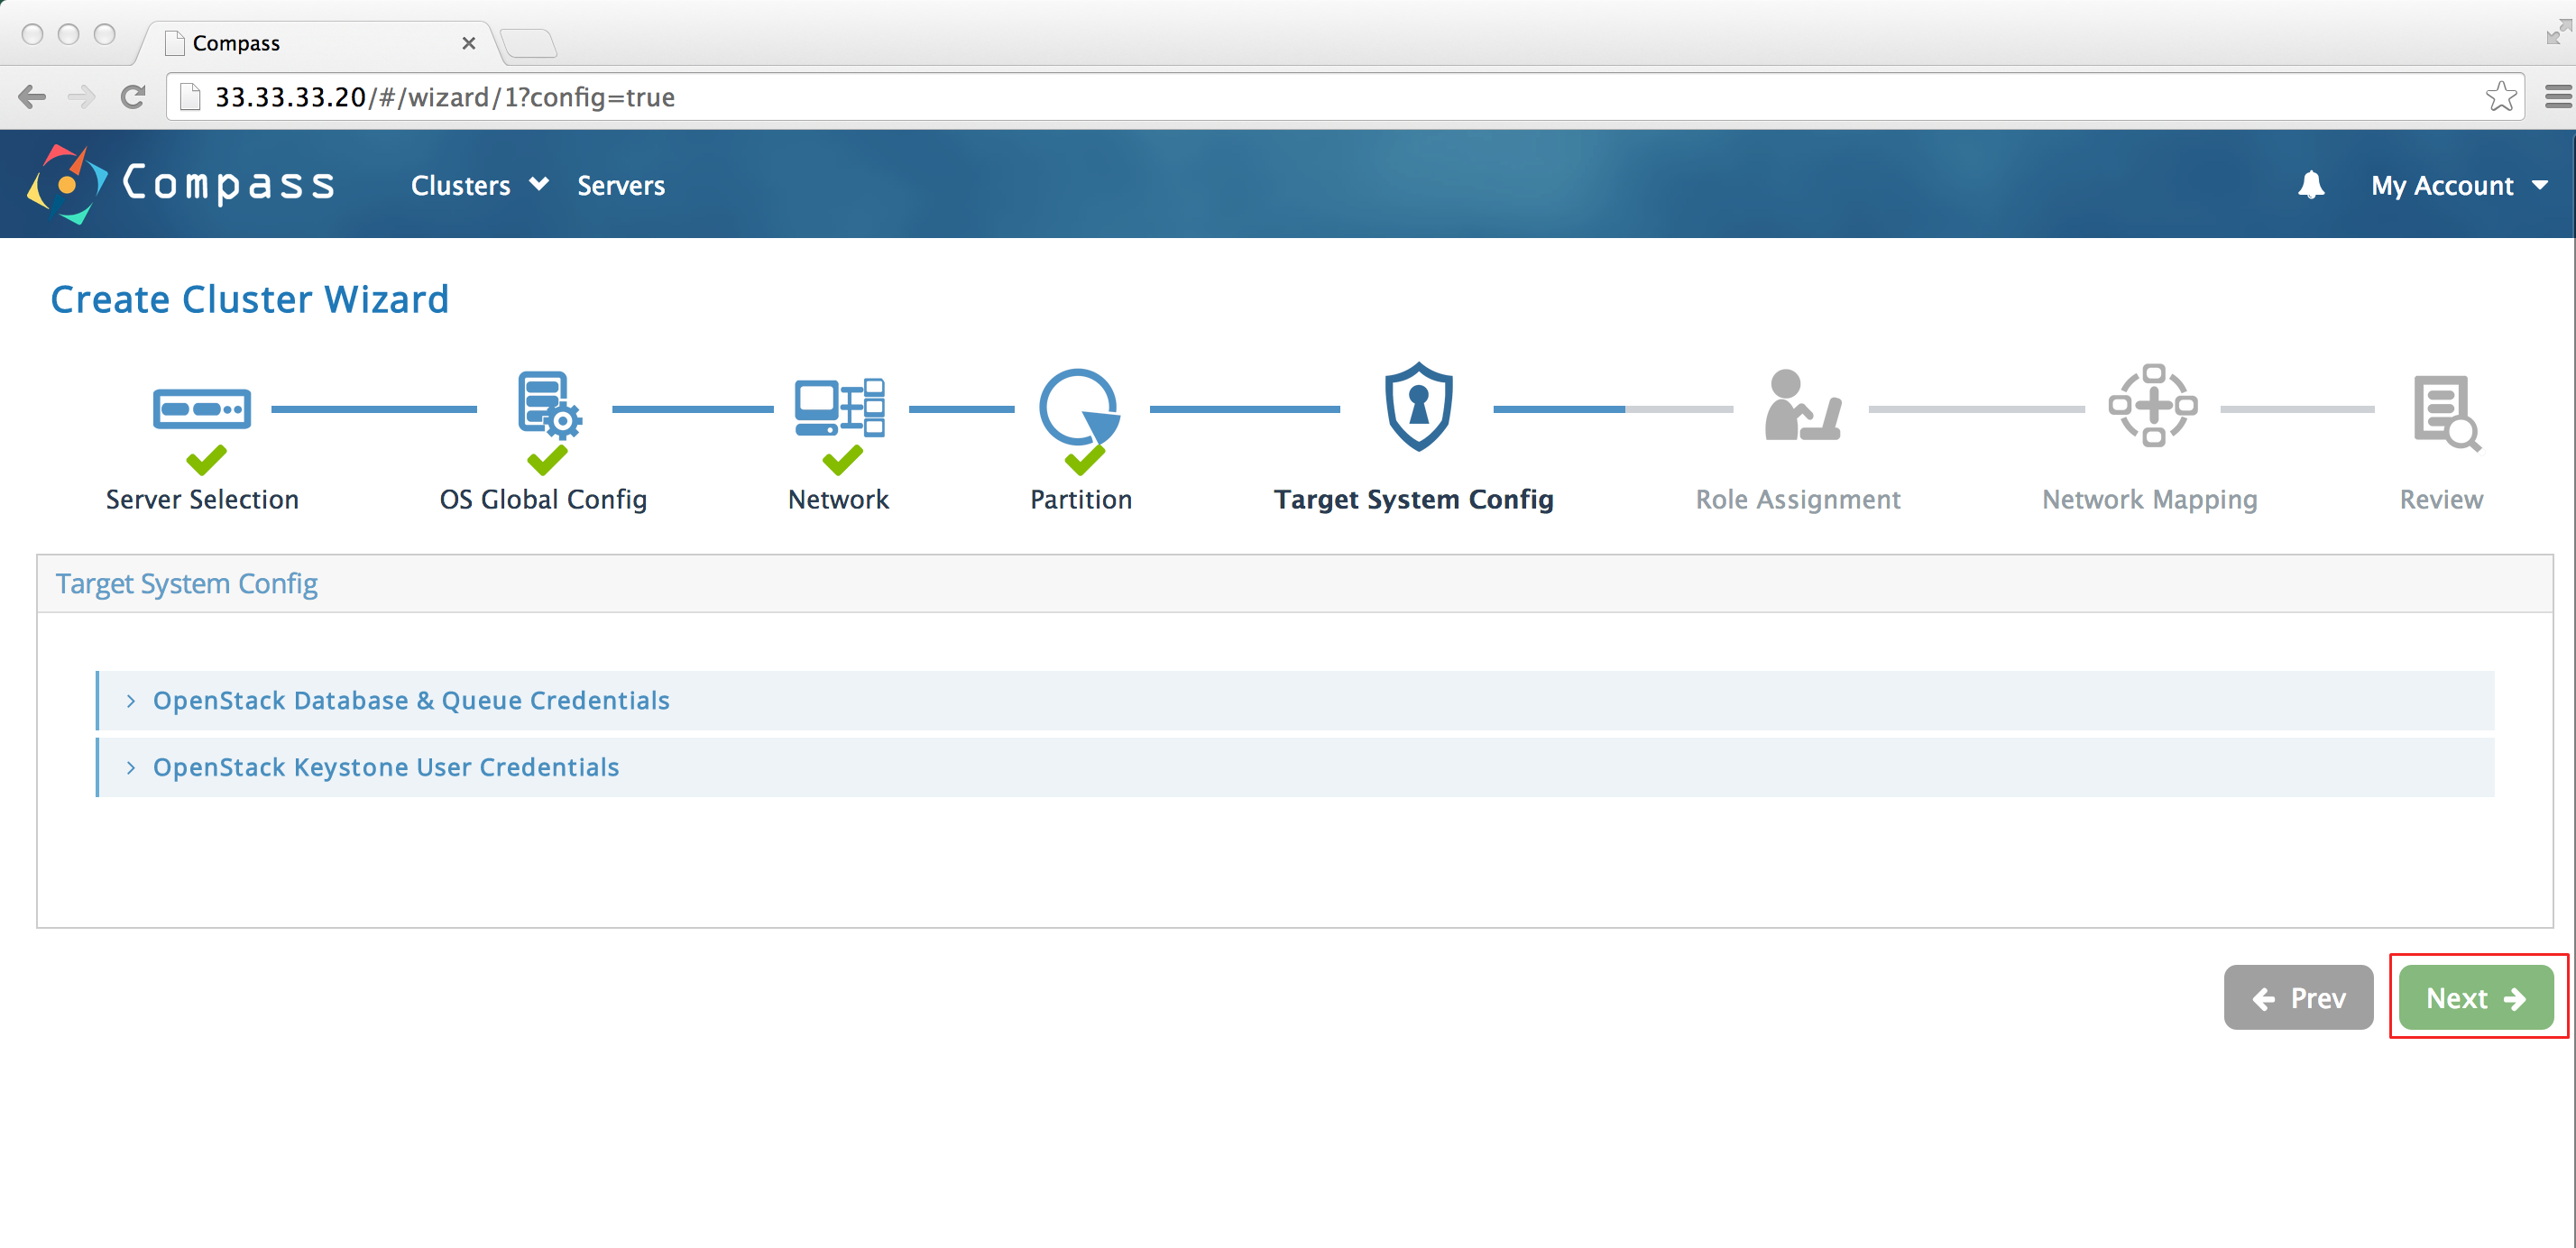 Compass
33.33.33.20/#/wizard/1?config=true
Compass Clusters Servers My Account
Create Cluster Wizard
Server Selection OS Global Config Network Partition Target System Config Role Assignment Network Mapping Review
Target System Config
OpenStack Database & Queue Credentials
OpenStack Keystone User Credentials
Prev Next